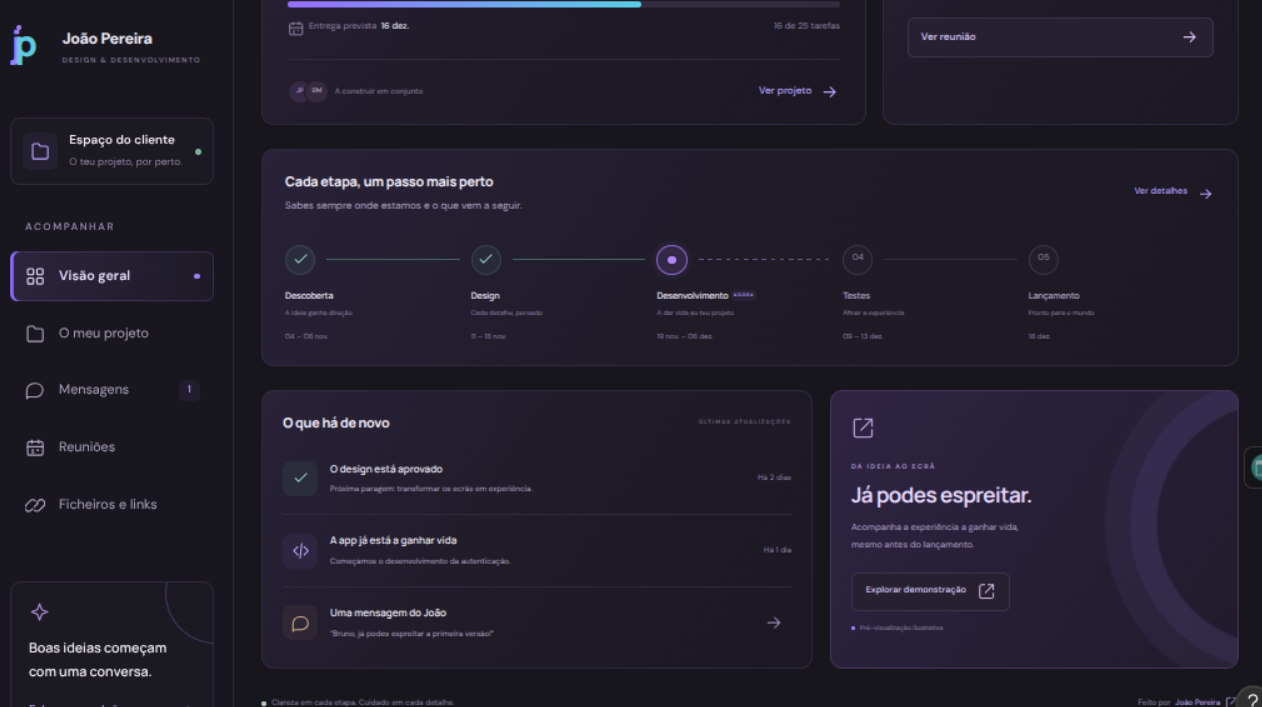 jp
João Pereira
DESIGN & DESENVOLVIMENTO
Espaço do cliente
O teu projeto, por perto.
ACOMPANHAR
Visão geral
O meu projeto
Mensagens 1
Reuniões
Ficheiros e links
Boas ideias começam
com uma conversa.
Entrega prevista 16 dez.
16 de 25 tarefas
JP BM A construir em conjunto
Ver projeto
Ver reunião
Cada etapa, um passo mais perto
Sabes sempre onde estamos e o que vem a seguir.
Ver detalhes
04
05
Descoberta
Design
Desenvolvimento AGORA
Testes
Lançamento
A ideia ganha direção
Cada detalhe, pensado
A dar vida ao teu projeto
Afinar a experiência
Pronto para o mundo
04 – 08 nov.
11 – 18 nov.
19 nov. – 06 dez.
09 – 13 dez.
16 dez.
O que há de novo
ÚLTIMAS ATUALIZAÇÕES
O design está aprovado
Próxima paragem: transformar os ecrãs em experiência.
Há 2 dias
A app já está a ganhar vida
Começámos o desenvolvimento da autenticação.
Há 1 dia
Uma mensagem do João
"Bruno, já podes espreitar a primeira versão!"
DA IDEIA AO ECRÃ
Já podes espreitar.
Acompanha a experiência a ganhar vida,
mesmo antes do lançamento.
Explorar demonstração
Pré-visualização ilustrativa
Clareza em cada etapa. Cuidado em cada detalhe.
Feito por João Pereira
?